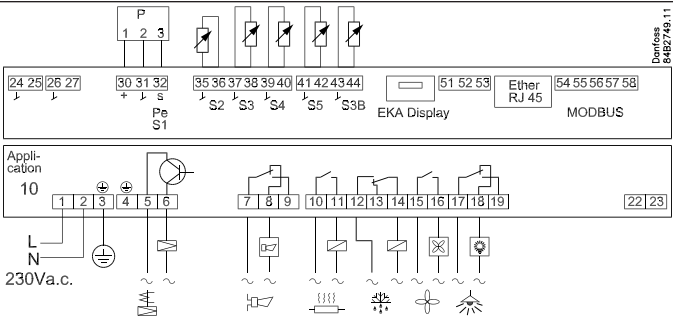 Danfoss
84B2749.11
P
1 2 3
24 25 26 27 30 31 32 35 36 37 38 39 40 41 42 43 44 51 52 53 54 55 56 57 58
+ s S2 S3 S4 S5 S3B
Pe
S1
EKA Display
Ether
RJ 45
MODBUS
Appli-
cation
10
1 2 3 4 5 6 7 8 9 10 11 12 13 14 15 16 17 18 19 22 23
L
N
230Va.c.